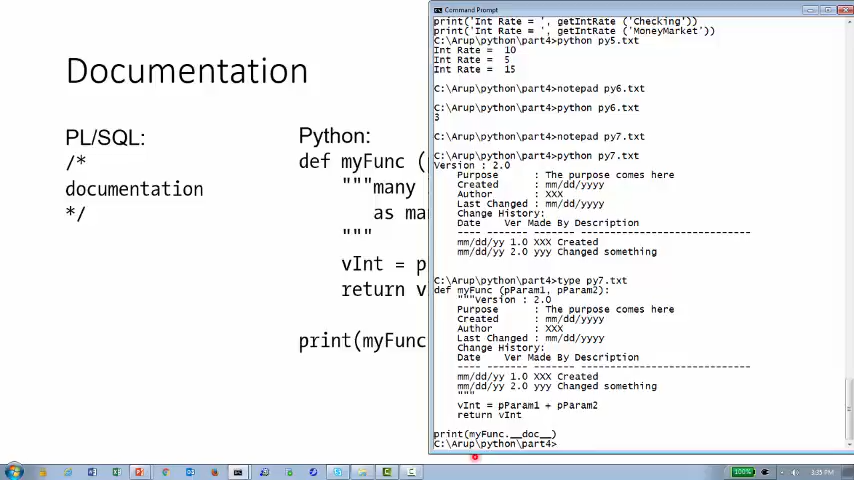 Documentation
PL/SQL:
/*
documentation
*/
Python:
def myFunc (p
"""many
as ma
"""
vInt = p
return v
print(myFunc
Command Prompt
print('Int Rate = ', getIntRate ('Checking'))
print('Int Rate = ', getIntRate ('MoneyMarket'))
C:\Arup\python\part4>python py5.txt
Int Rate =  10
Int Rate =  5
Int Rate =  15
C:\Arup\python\part4>notepad py6.txt
C:\Arup\python\part4>python py6.txt
3
C:\Arup\python\part4>notepad py7.txt
C:\Arup\python\part4>python py7.txt
Version : 2.0
Purpose : The purpose comes here
Created : mm/dd/yyyy
Author : XXX
Last Changed : mm/dd/yyyy
Change History:
Date Ver Made By Description
---- --- ------- -----------------------------------
mm/dd/yy 1.0 XXX Created
mm/dd/yy 2.0 yyy Changed something
C:\Arup\python\part4>type py7.txt
def myFunc (pParam1, pParam2):
"""Version : 2.0
Purpose : The purpose comes here
Created : mm/dd/yyyy
Author : XXX
Last Changed : mm/dd/yyyy
Change History:
Date Ver Made By Description
---- --- ------- -----------------------------------
mm/dd/yy 1.0 XXX Created
mm/dd/yy 2.0 yyy Changed something
"""
vInt = pParam1 + pParam2
return vInt
print(myFunc.__doc__)
C:\Arup\python\part4>
100%
3:35 PM